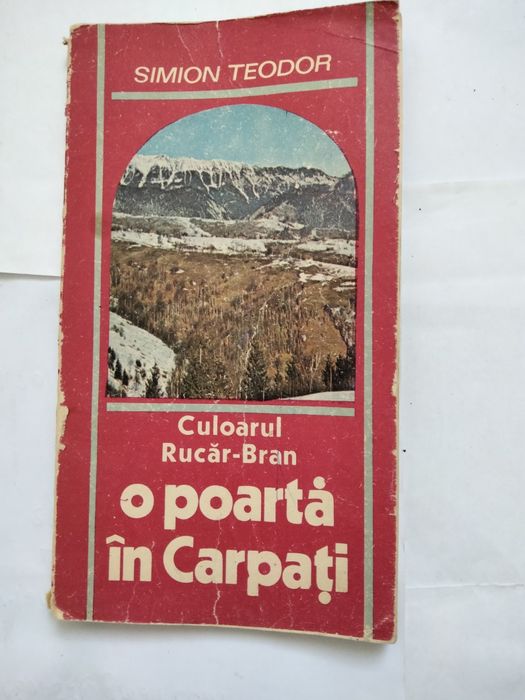 SIMION TEODOR
Culoarul
Rucăr-Bran
o poartă
în Carpați